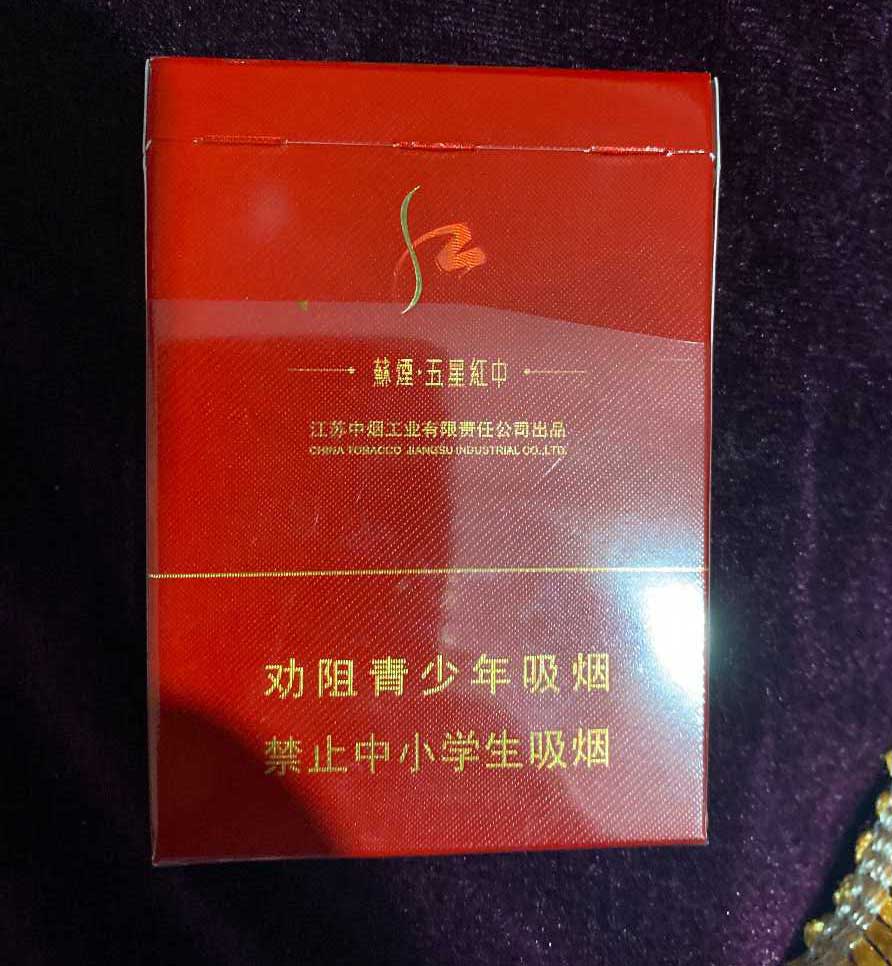 蘇煙·五星紅中
江苏中烟工业有限责任公司出品
CHINA TOBACCO JIANGSU INDUSTRIAL CO.,LTD.
劝阻青少年吸烟
禁止中小学生吸烟